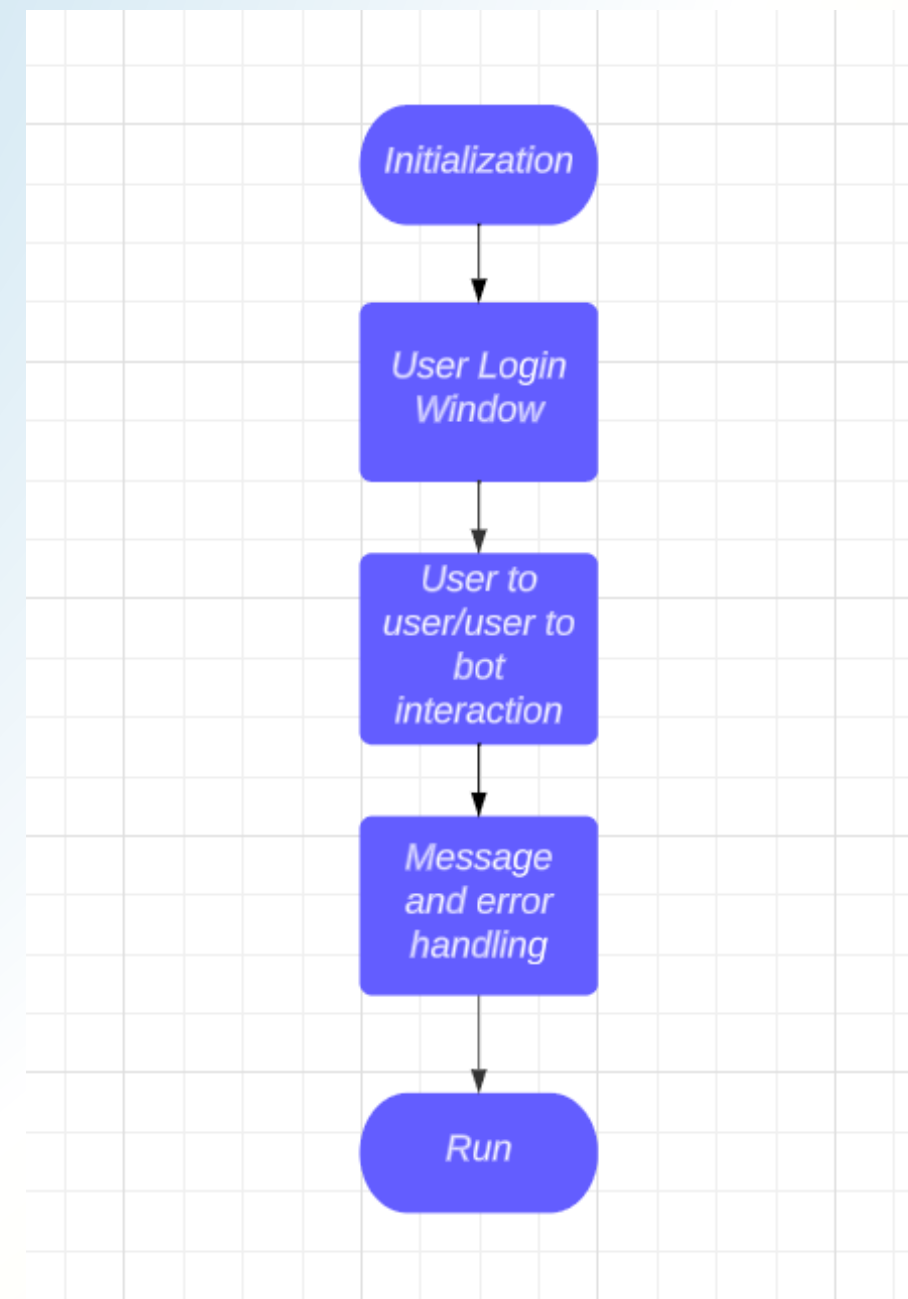 Initialization
User Login
Window
User to
user/user to
bot
interaction
Message
and error
handling
Run